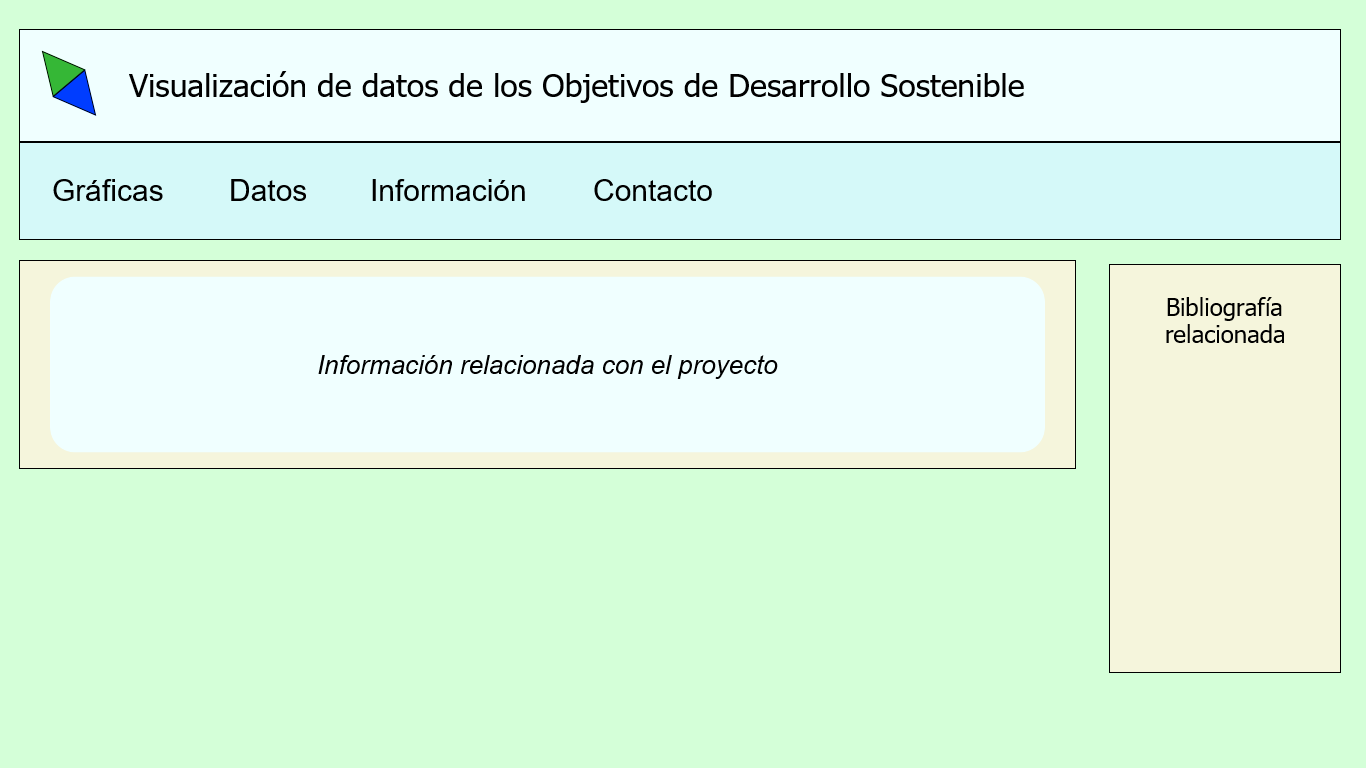 Visualización de datos de los Objetivos de Desarrollo Sostenible
Gráficas Datos Información Contacto
Información relacionada con el proyecto
Bibliografía
relacionada